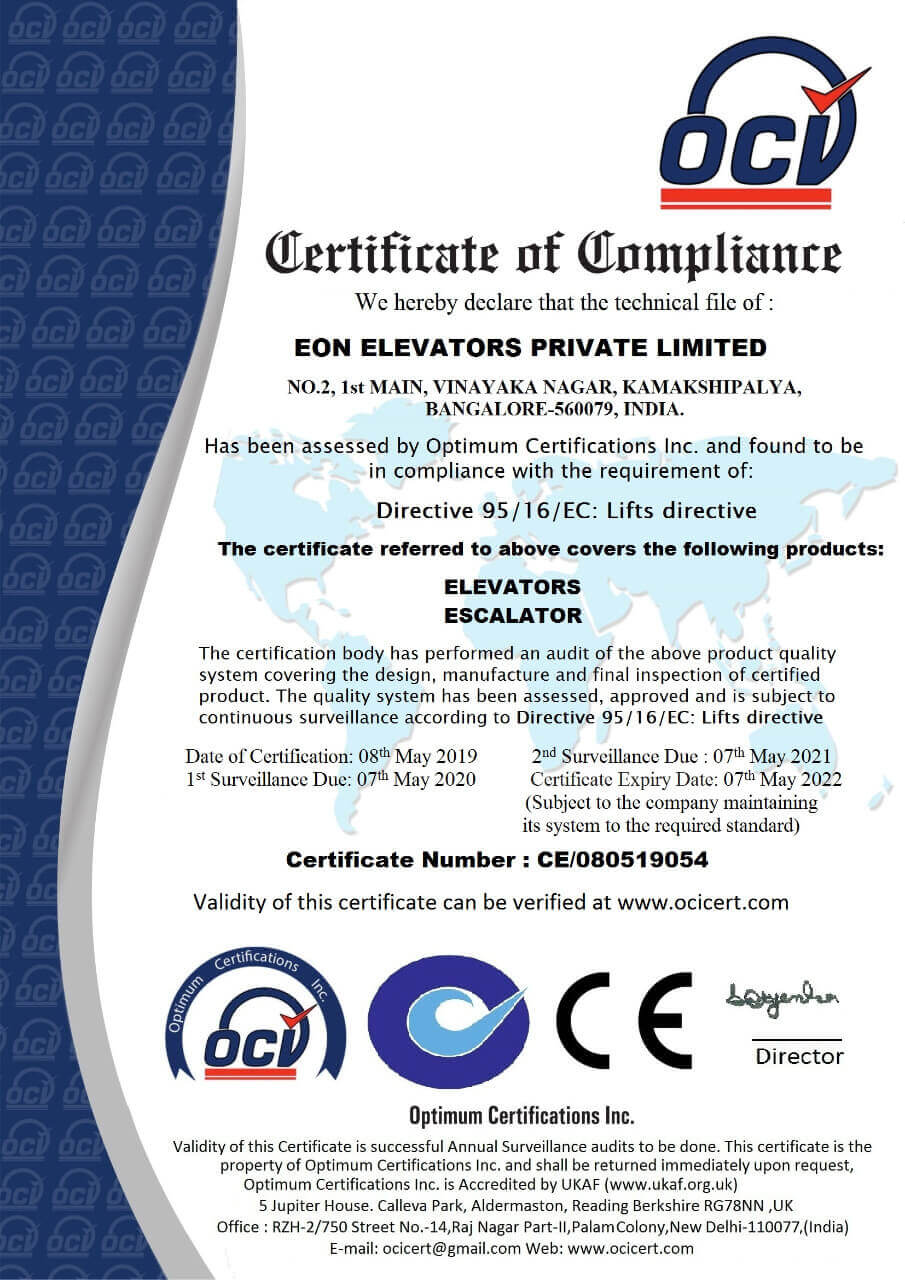 OCI
Certificate of Compliance
We hereby declare that the technical file of :
EON ELEVATORS PRIVATE LIMITED
NO.2, 1st MAIN, VINAYAKA NAGAR, KAMAKSHIPALYA,
BANGALORE-560079, INDIA.
Has been assessed by Optimum Certifications Inc. and found to be
in compliance with the requirement of:
Directive 95/16/EC: Lifts directive
The certificate referred to above covers the following products:
ELEVATORS
ESCALATOR
The certification body has performed an audit of the above product quality
system covering the design, manufacture and final inspection of certified
product. The quality system has been assessed, approved and is subject to
continuous surveillance according to Directive 95/16/EC: Lifts directive
Date of Certification: 08th May 2019
1st Surveillance Due: 07th May 2020
2nd Surveillance Due : 07th May 2021
Certificate Expiry Date: 07th May 2022
(Subject to the company maintaining
its system to the required standard)
Certificate Number : CE/080519054
Validity of this certificate can be verified at www.ocicert.com
Optimum Certifications Inc.
OCI
CE
Director
Optimum Certifications Inc.
Validity of this Certificate is successful Annual Surveillance audits to be done. This certificate is the
property of Optimum Certifications Inc. and shall be returned immediately upon request,
Optimum Certifications Inc. is Accredited by UKAF (www.ukaf.org.uk)
5 Jupiter House. Calleva Park, Aldermaston, Reading Berkshire RG78NN ,UK
Office : RZH-2/750 Street No.-14,Raj Nagar Part-II,Palam Colony,New Delhi-110077,(India)
E-mail: ocicert@gmail.com Web: www.ocicert.com